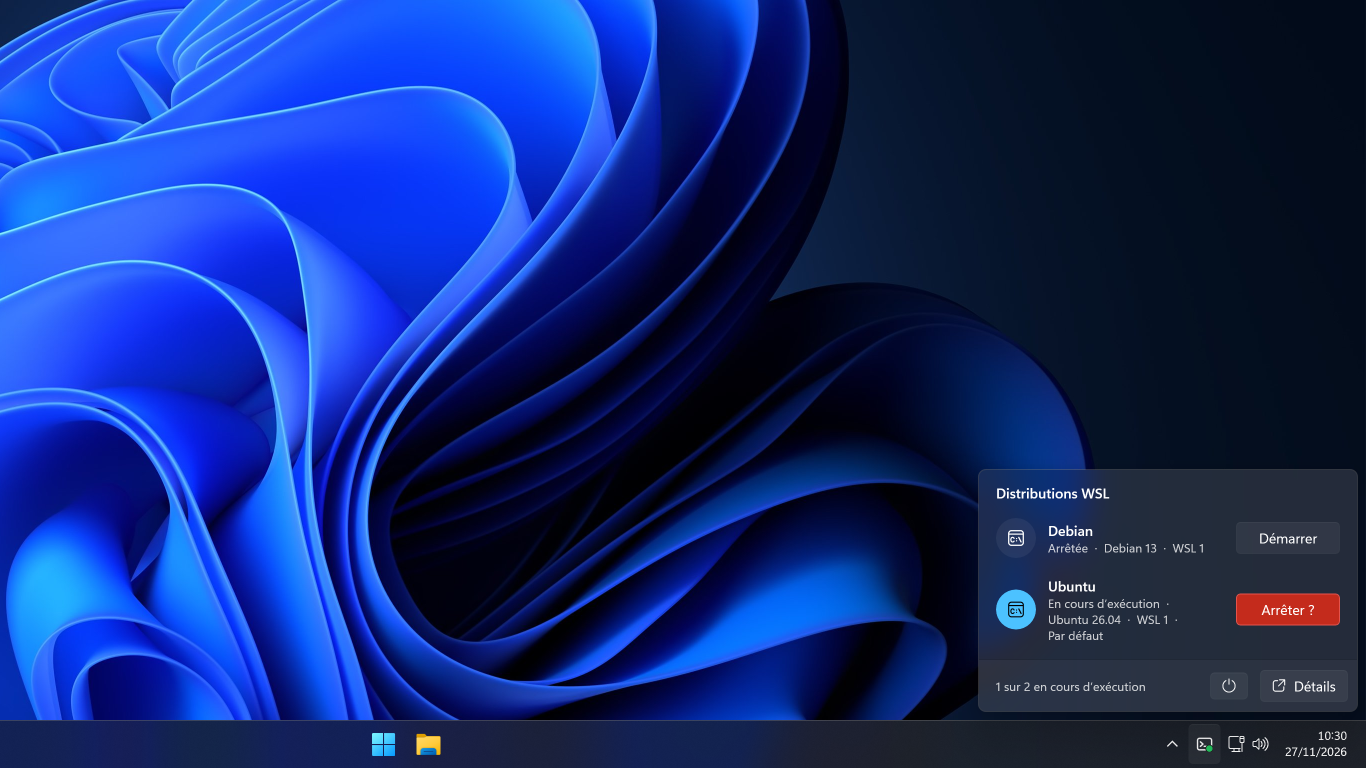 Distributions WSL
Debian
Arrêtée · Debian 13 · WSL 1
Démarrer
Ubuntu
En cours d'exécution ·
Ubuntu 26.04 · WSL 1 ·
Par défaut
Arrêter ?
1 sur 2 en cours d'exécution
Détails
10:30
27/11/2026